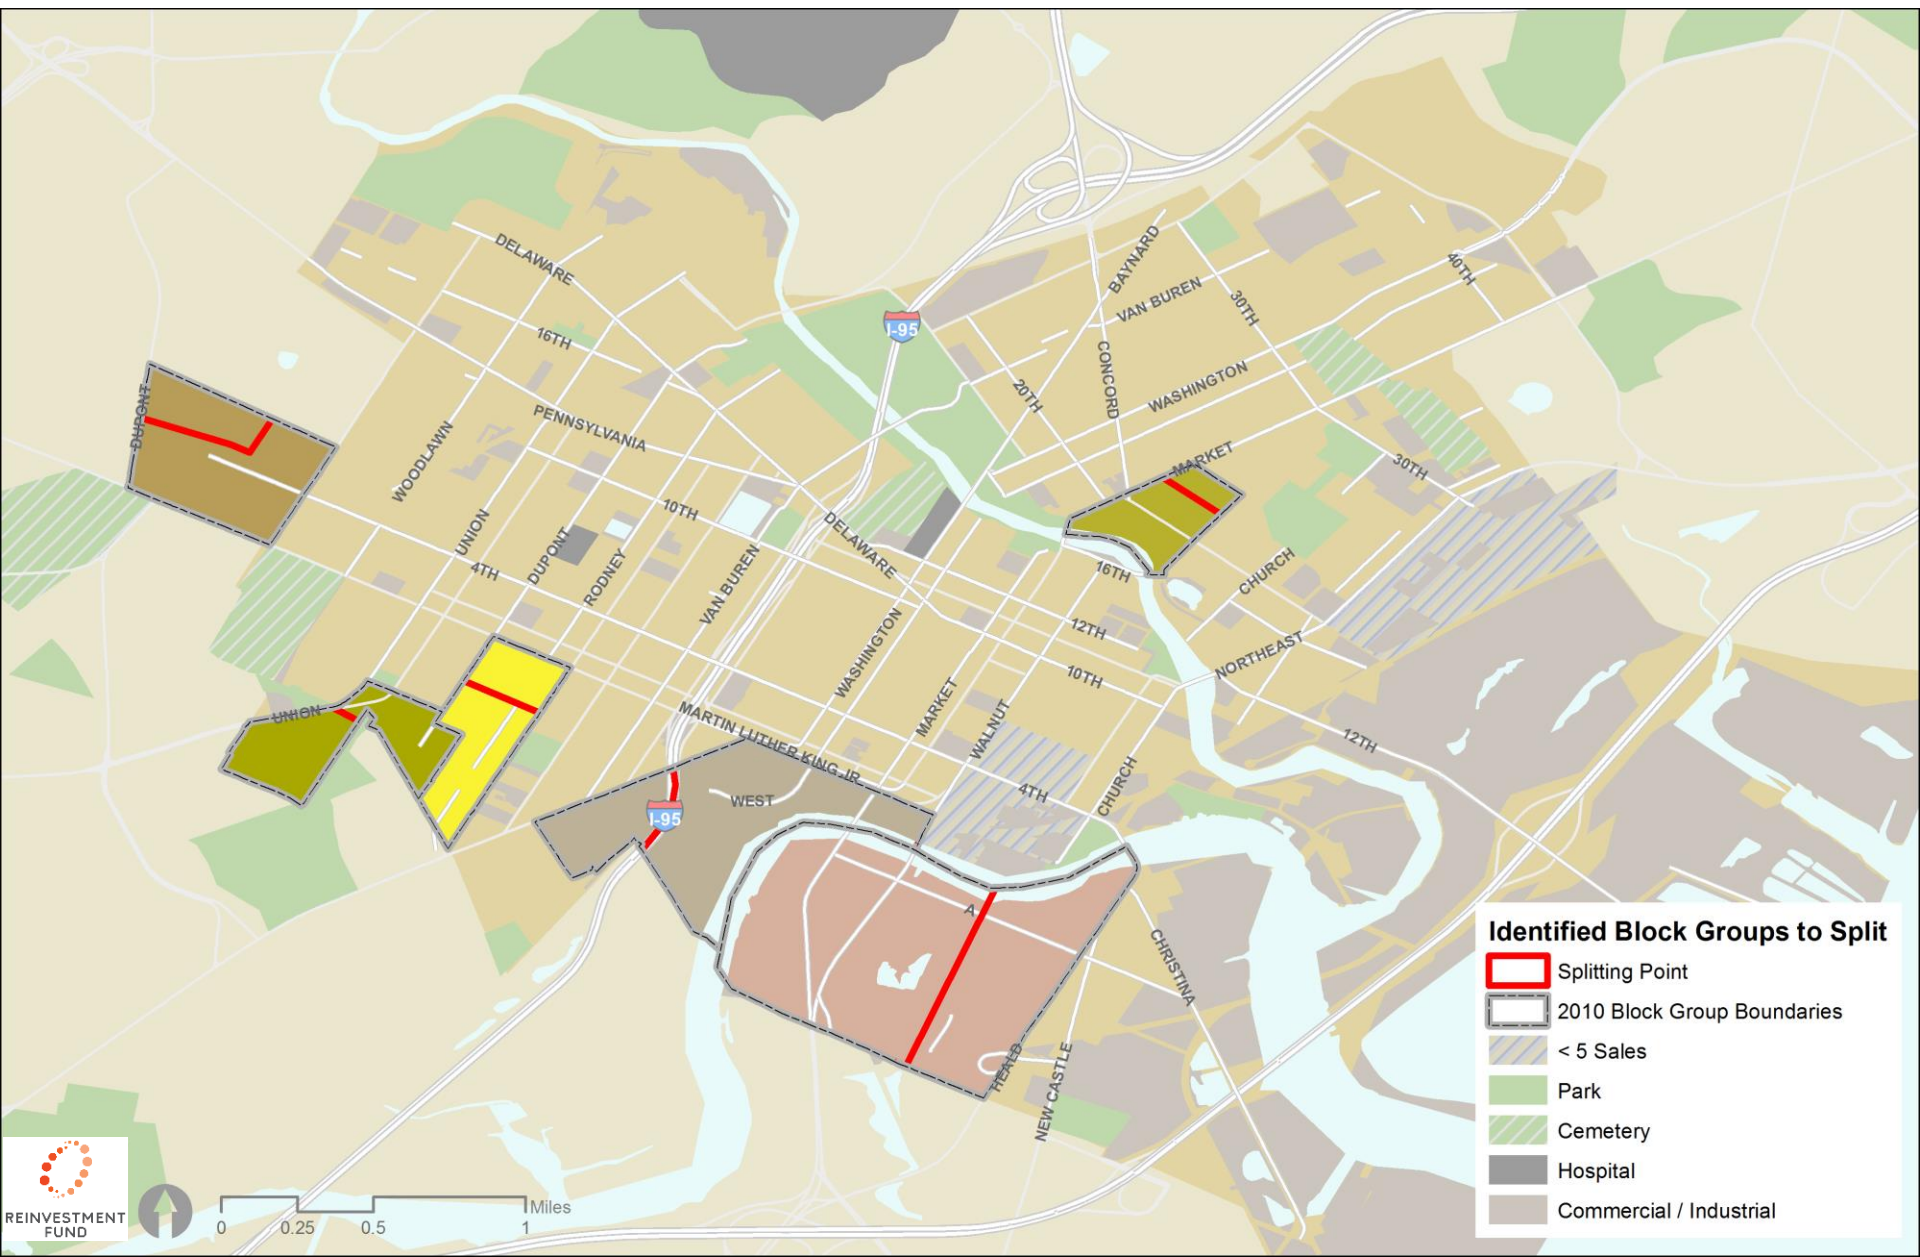 DELAWARE
BAYNARD
40TH
VAN BUREN
30TH
I-95
16TH
CONCORD
20TH
WASHINGTON
DUPONT
PENNSYLVANIA
WOODLAWN
MARKET
30TH
10TH
UNION
DELAWARE
DUPONT
RODNEY
4TH
VAN BUREN
16TH
CHURCH
WASHINGTON
12TH
NORTHEAST
10TH
UNION
MARTIN LUTHER KING JR
MARKET
WALNUT
12TH
WEST
4TH
CHURCH
I-95
A
CHRISTINA
HEALD
NEW CASTLE
Identified Block Groups to Split
Splitting Point
2010 Block Group Boundaries
< 5 Sales
Park
Cemetery
Hospital
Commercial / Industrial
REINVESTMENT
FUND
Miles
0 0.25 0.5 1